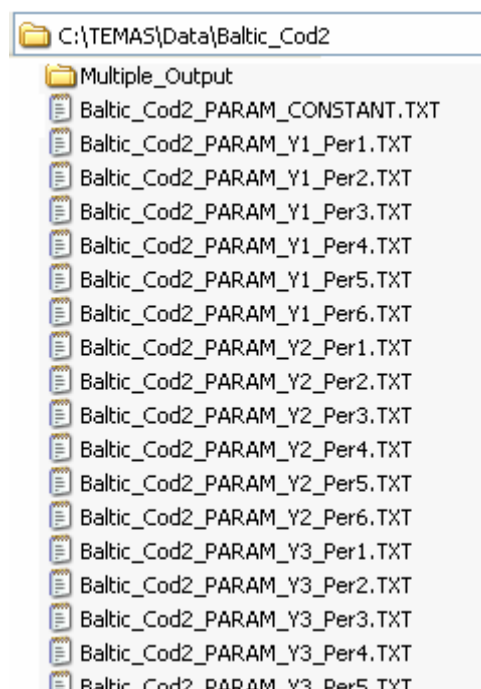 C:\TEMAS\Data\Baltic_Cod2
Multiple_Output
Baltic_Cod2_PARAM_CONSTANT.TXT
Baltic_Cod2_PARAM_Y1_Per1.TXT
Baltic_Cod2_PARAM_Y1_Per2.TXT
Baltic_Cod2_PARAM_Y1_Per3.TXT
Baltic_Cod2_PARAM_Y1_Per4.TXT
Baltic_Cod2_PARAM_Y1_Per5.TXT
Baltic_Cod2_PARAM_Y1_Per6.TXT
Baltic_Cod2_PARAM_Y2_Per1.TXT
Baltic_Cod2_PARAM_Y2_Per2.TXT
Baltic_Cod2_PARAM_Y2_Per3.TXT
Baltic_Cod2_PARAM_Y2_Per4.TXT
Baltic_Cod2_PARAM_Y2_Per5.TXT
Baltic_Cod2_PARAM_Y2_Per6.TXT
Baltic_Cod2_PARAM_Y3_Per1.TXT
Baltic_Cod2_PARAM_Y3_Per2.TXT
Baltic_Cod2_PARAM_Y3_Per3.TXT
Baltic_Cod2_PARAM_Y3_Per4.TXT
Baltic_Cod2_PARAM_Y3_Per5.TXT